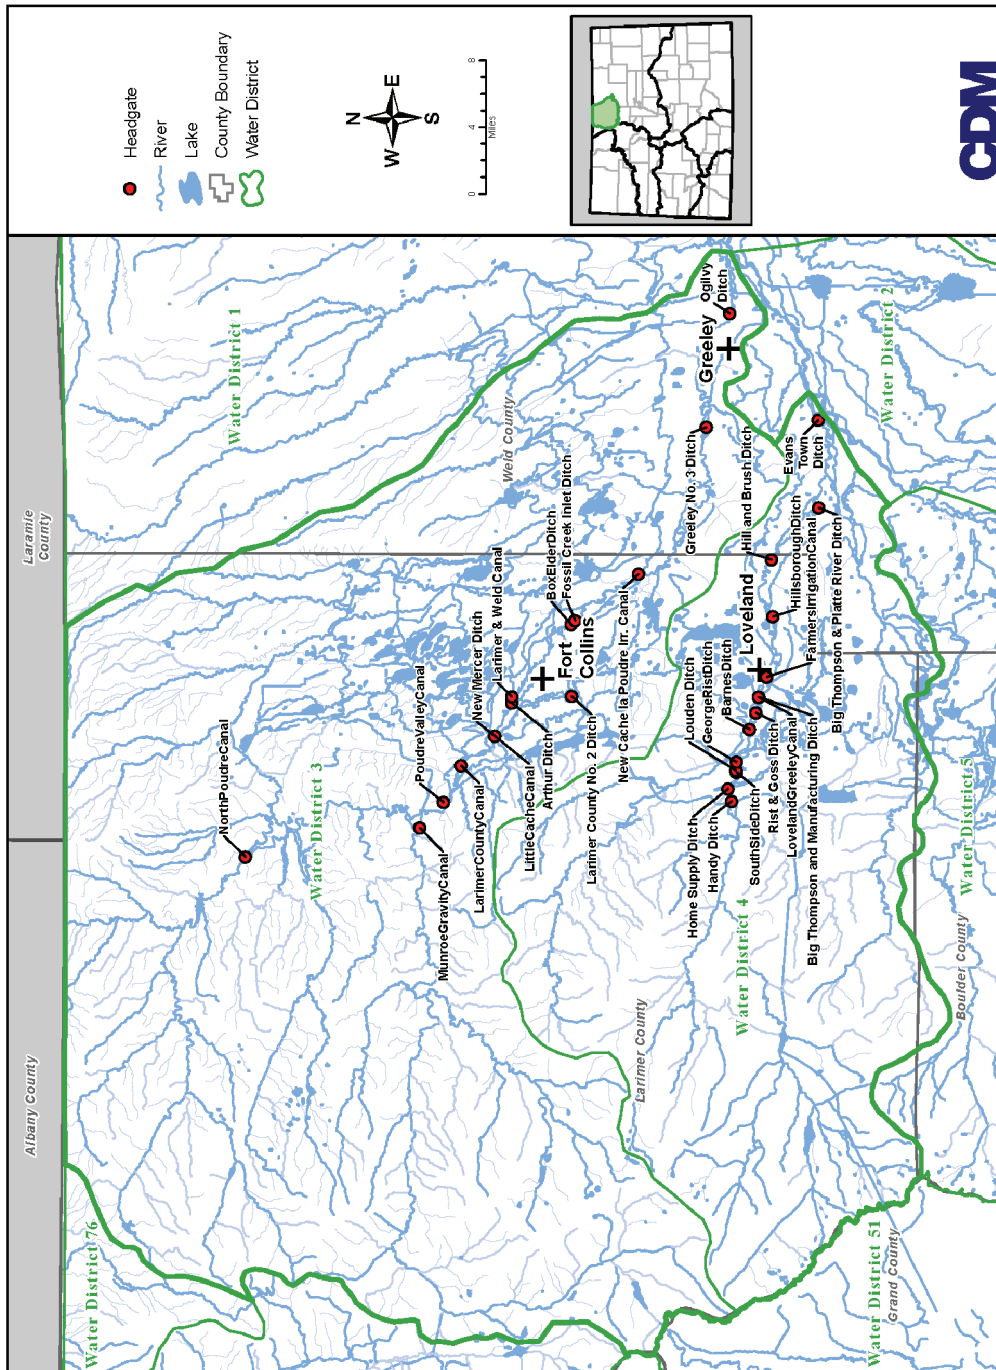 Headgate
River
Lake
County Boundary
Water District
N
W
E
S
0
4
8
Miles
CDM
Albany County
Laramie
County
Water District 76
Water District 3
Water District 1
NorthPoudreCanal
MunroeGravityCanal
PoudreValleyCanal
LarimerCountyCanal
New Mercer Ditch
Larimer & Weld Canal
LittleCacheCanal
Arthur Ditch
BoxElderDitch
Fossil Creek Inlet Ditch
Fort
Collins
Larimer County No. 2 Ditch
New Cache la Poudre Irr. Canal
Weld County
Larimer County
Greeley No. 3 Ditch
Greeley
Ogilvy
Ditch
Louden Ditch
GeorgeRistDitch
BarnesDitch
Loveland
Hill and Brush Ditch
Home Supply Ditch
Handy Ditch
SouthSideDitch
Rist & Goss Ditch
LovelandGreeleyCanal
Big Thompson and Manufacturing Ditch
HillsboroughDitch
FarmersIrrigationCanal
Big Thompson & Platte River Ditch
Evans
Town
Ditch
Water District 4
Water District 2
Water District 5
Boulder County
Water District 51
Grand County